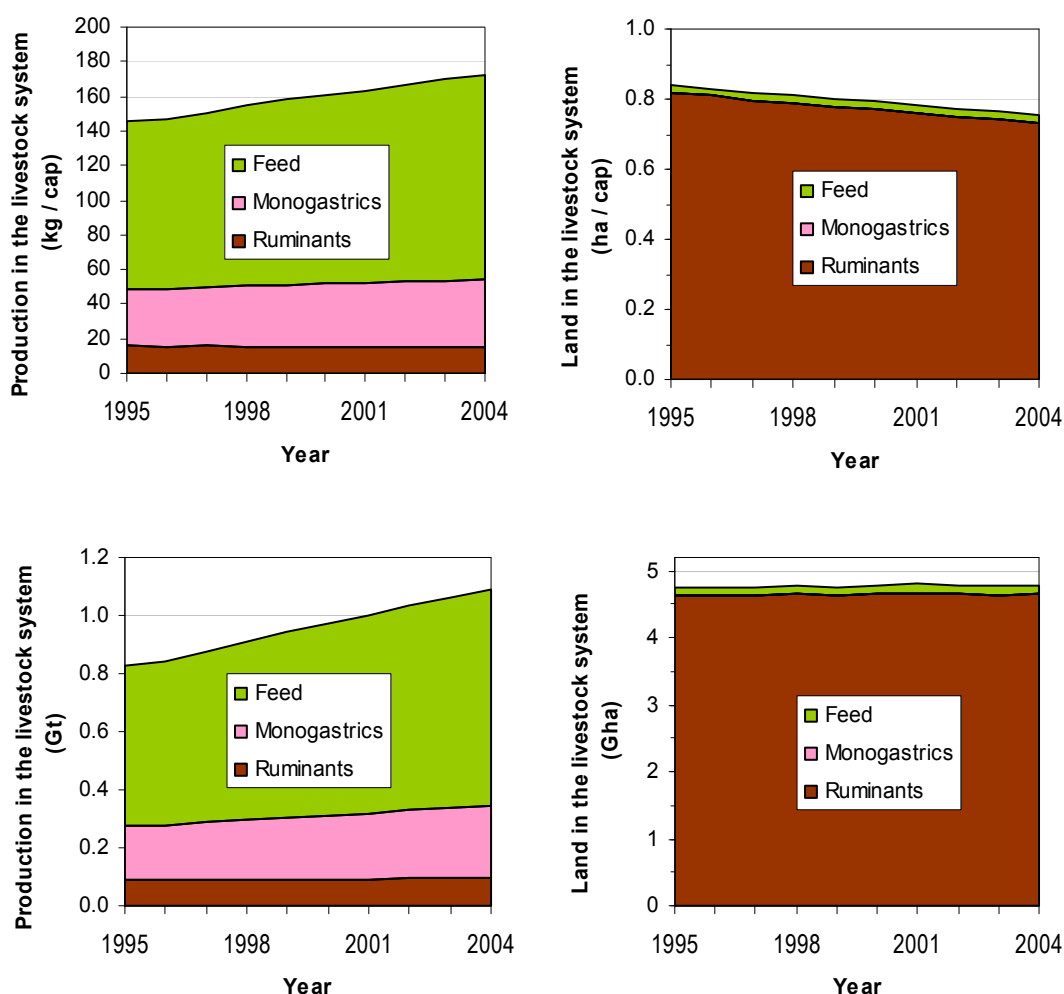 Production in the livestock system
(kg / cap)
200
180
160
140
120
100
80
60
40
20
0
Feed
Monogastrics
Ruminants
1995
1998
2001
2004
Year
Land in the livestock system
(ha / cap)
1.0
0.8
0.6
0.4
0.2
0.0
Feed
Monogastrics
Ruminants
1995
1998
2001
2004
Year
Production in the livestock system
(Gt)
1.2
1.0
0.8
0.6
0.4
0.2
0.0
Feed
Monogastrics
Ruminants
1995
1998
2001
2004
Year
Land in the livestock system
(Gha)
5
4
3
2
1
0
Feed
Monogastrics
Ruminants
1995
1998
2001
2004
Year